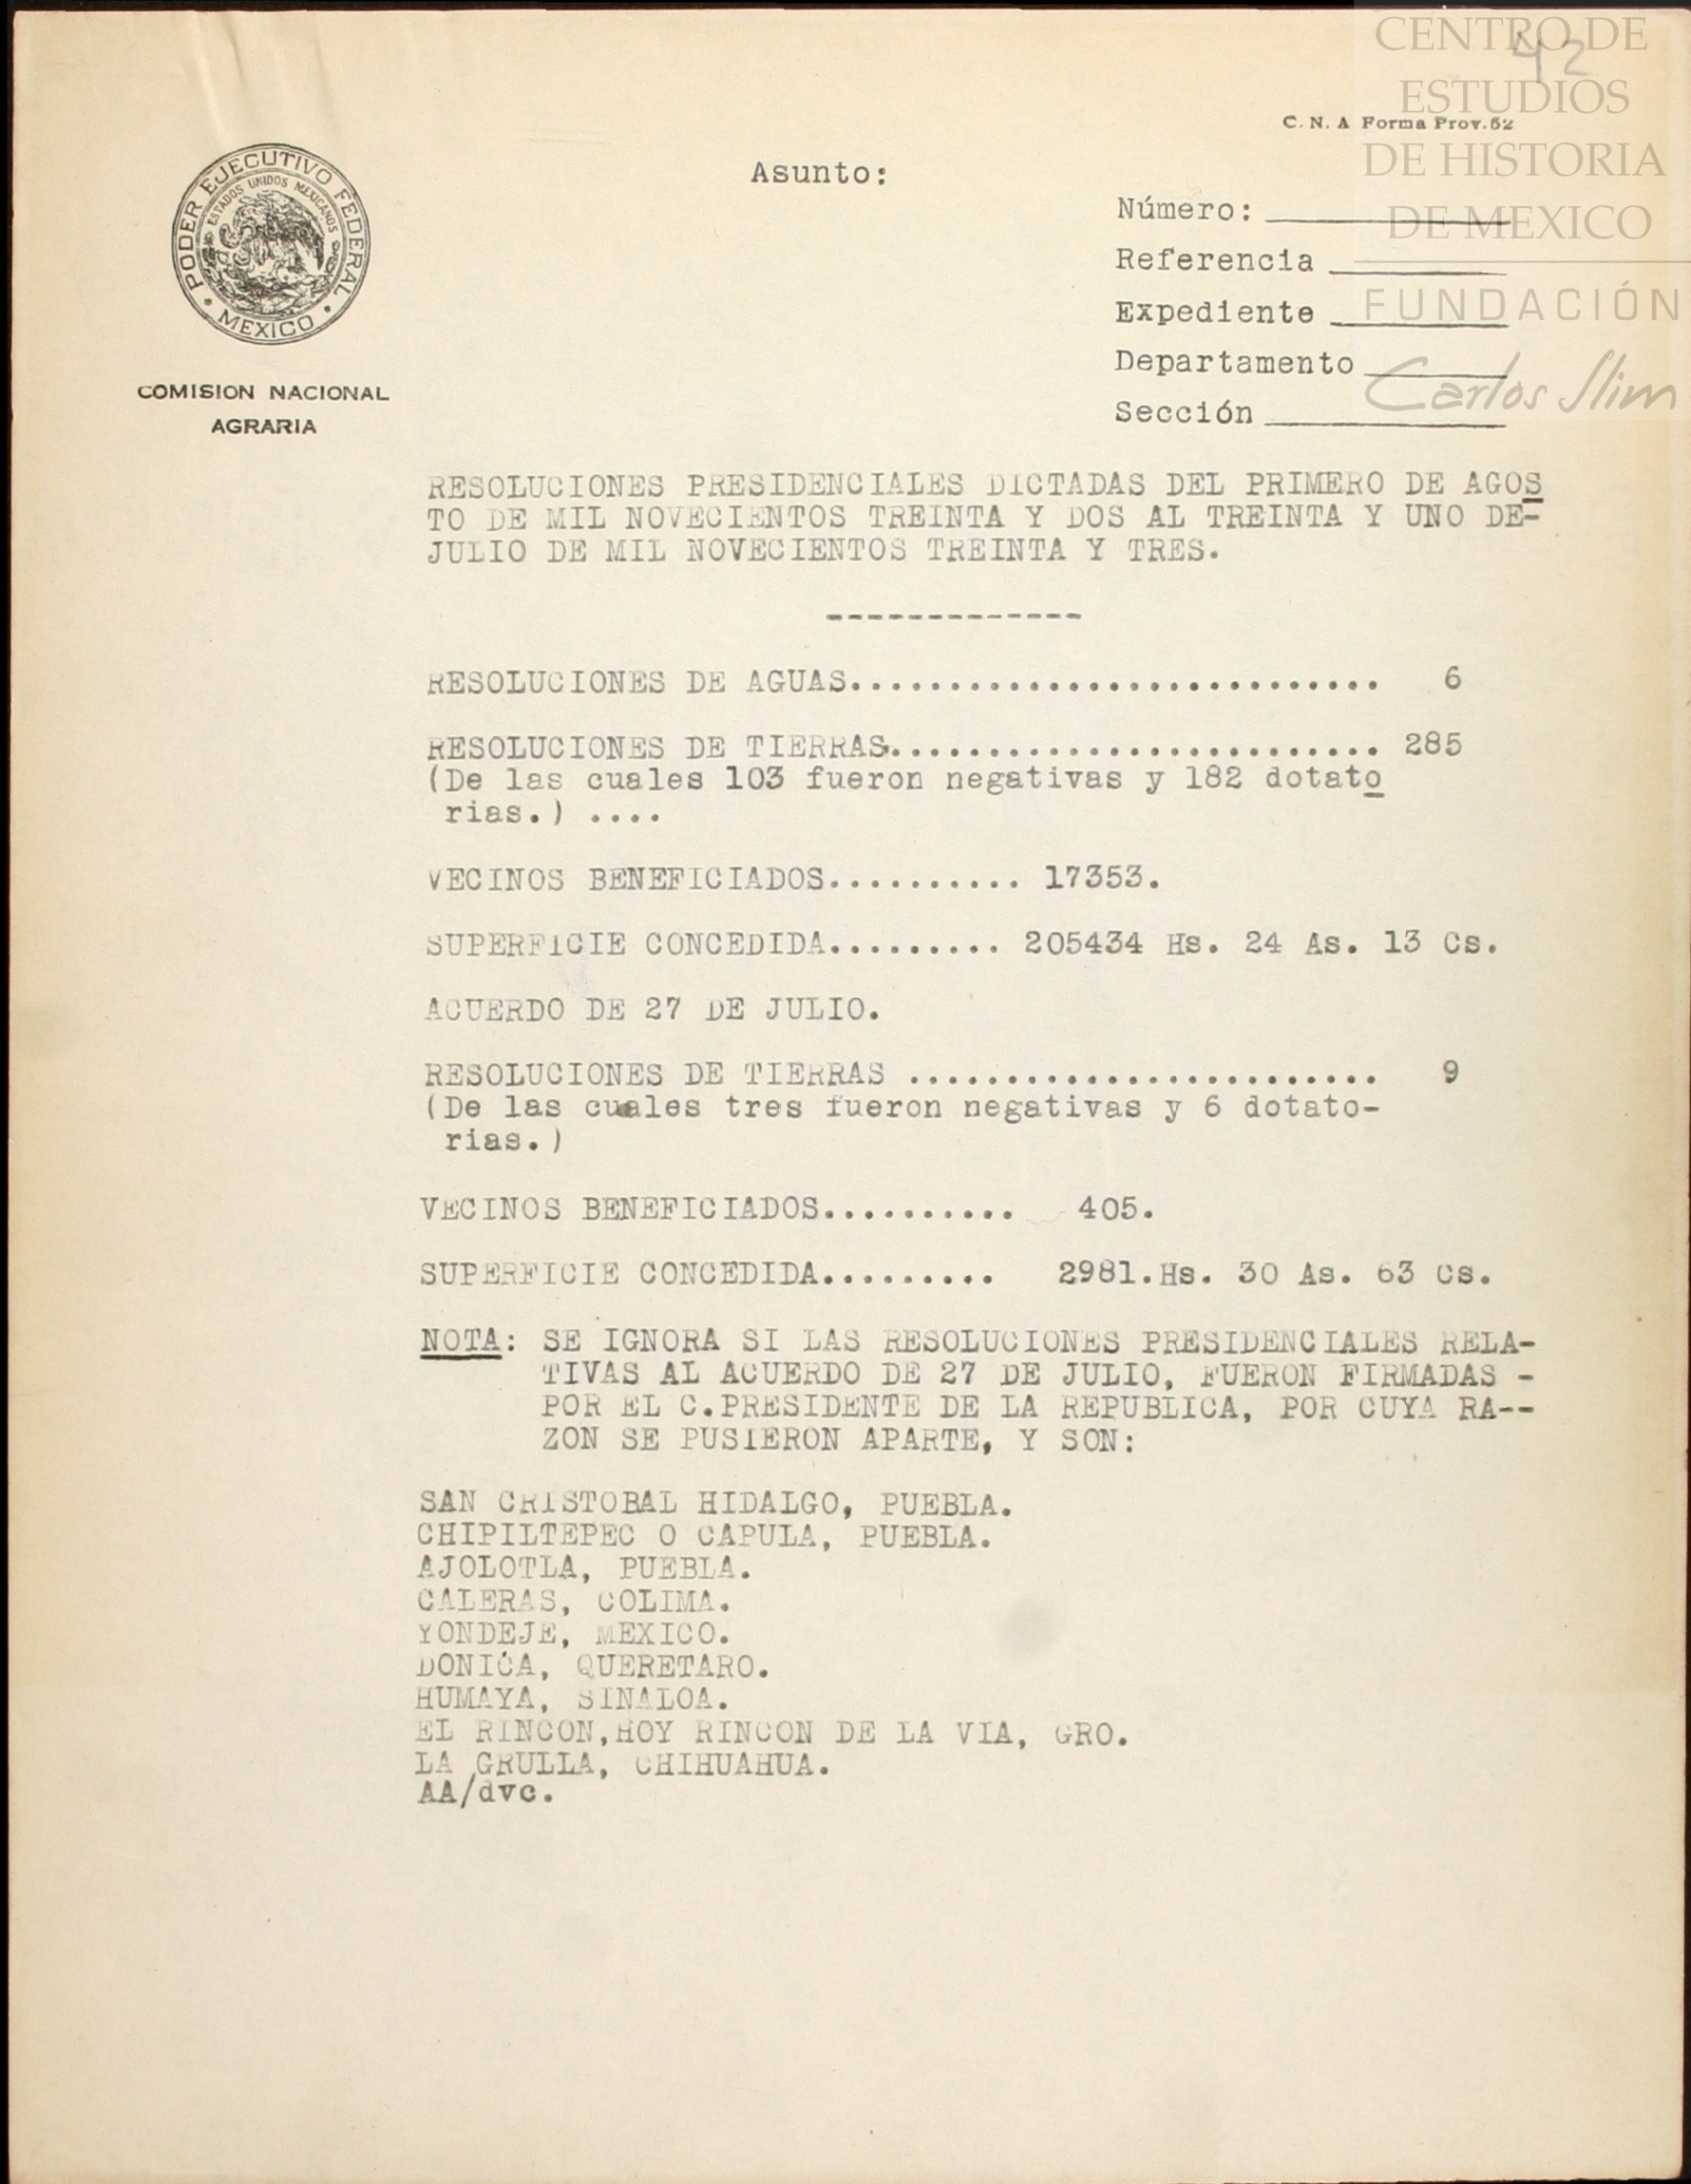 CENTRO DE
42
ESTUDIOS
C. N. A Forma Prov. 52
DE HISTORIA
DE MEXICO
FUNDACIÓN
Carlos Slim
PODER EJECUTIVO FEDERAL
ESTADOS UNIDOS MEXICANOS
MEXICO
COMISION NACIONAL
AGRARIA
Asunto:
Número:
Referencia
Expediente
Departamento
Sección
RESOLUCIONES PRESIDENCIALES DICTADAS DEL PRIMERO DE AGOS
TO DE MIL NOVECIENTOS TREINTA Y DOS AL TREINTA Y UNO DE-
JULIO DE MIL NOVECIENTOS TREINTA Y TRES.
-------------
RESOLUCIONES DE AGUAS........................... 6
RESOLUCIONES DE TIERRAS......................... 285
(De las cuales 103 fueron negativas y 182 dotato
rias.) ....
VECINOS BENEFICIADOS.......... 17353.
SUPERFICIE CONCEDIDA......... 205434 Hs. 24 As. 13 Cs.
ACUERDO DE 27 DE JULIO.
RESOLUCIONES DE TIERRAS ........................ 9
(De las cuales tres fueron negativas y 6 dotato-
rias.)
VECINOS BENEFICIADOS.......... 405.
SUPERFICIE CONCEDIDA......... 2981.Hs. 30 As. 63 Cs.
NOTA: SE IGNORA SI LAS RESOLUCIONES PRESIDENCIALES RELA-
TIVAS AL ACUERDO DE 27 DE JULIO, FUERON FIRMADAS -
POR EL C.PRESIDENTE DE LA REPUBLICA, POR CUYA RA--
ZON SE PUSIERON APARTE, Y SON:
SAN CRISTOBAL HIDALGO, PUEBLA.
CHIPILTEPEC O CAPULA, PUEBLA.
AJOLOTLA, PUEBLA.
CALERAS, COLIMA.
YONDEJE, MEXICO.
DONICA, QUERETARO.
HUMAYA, SINALOA.
EL RINCON,HOY RINCON DE LA VIA, GRO.
LA GRULLA, CHIHUAHUA.
AA/dvc.